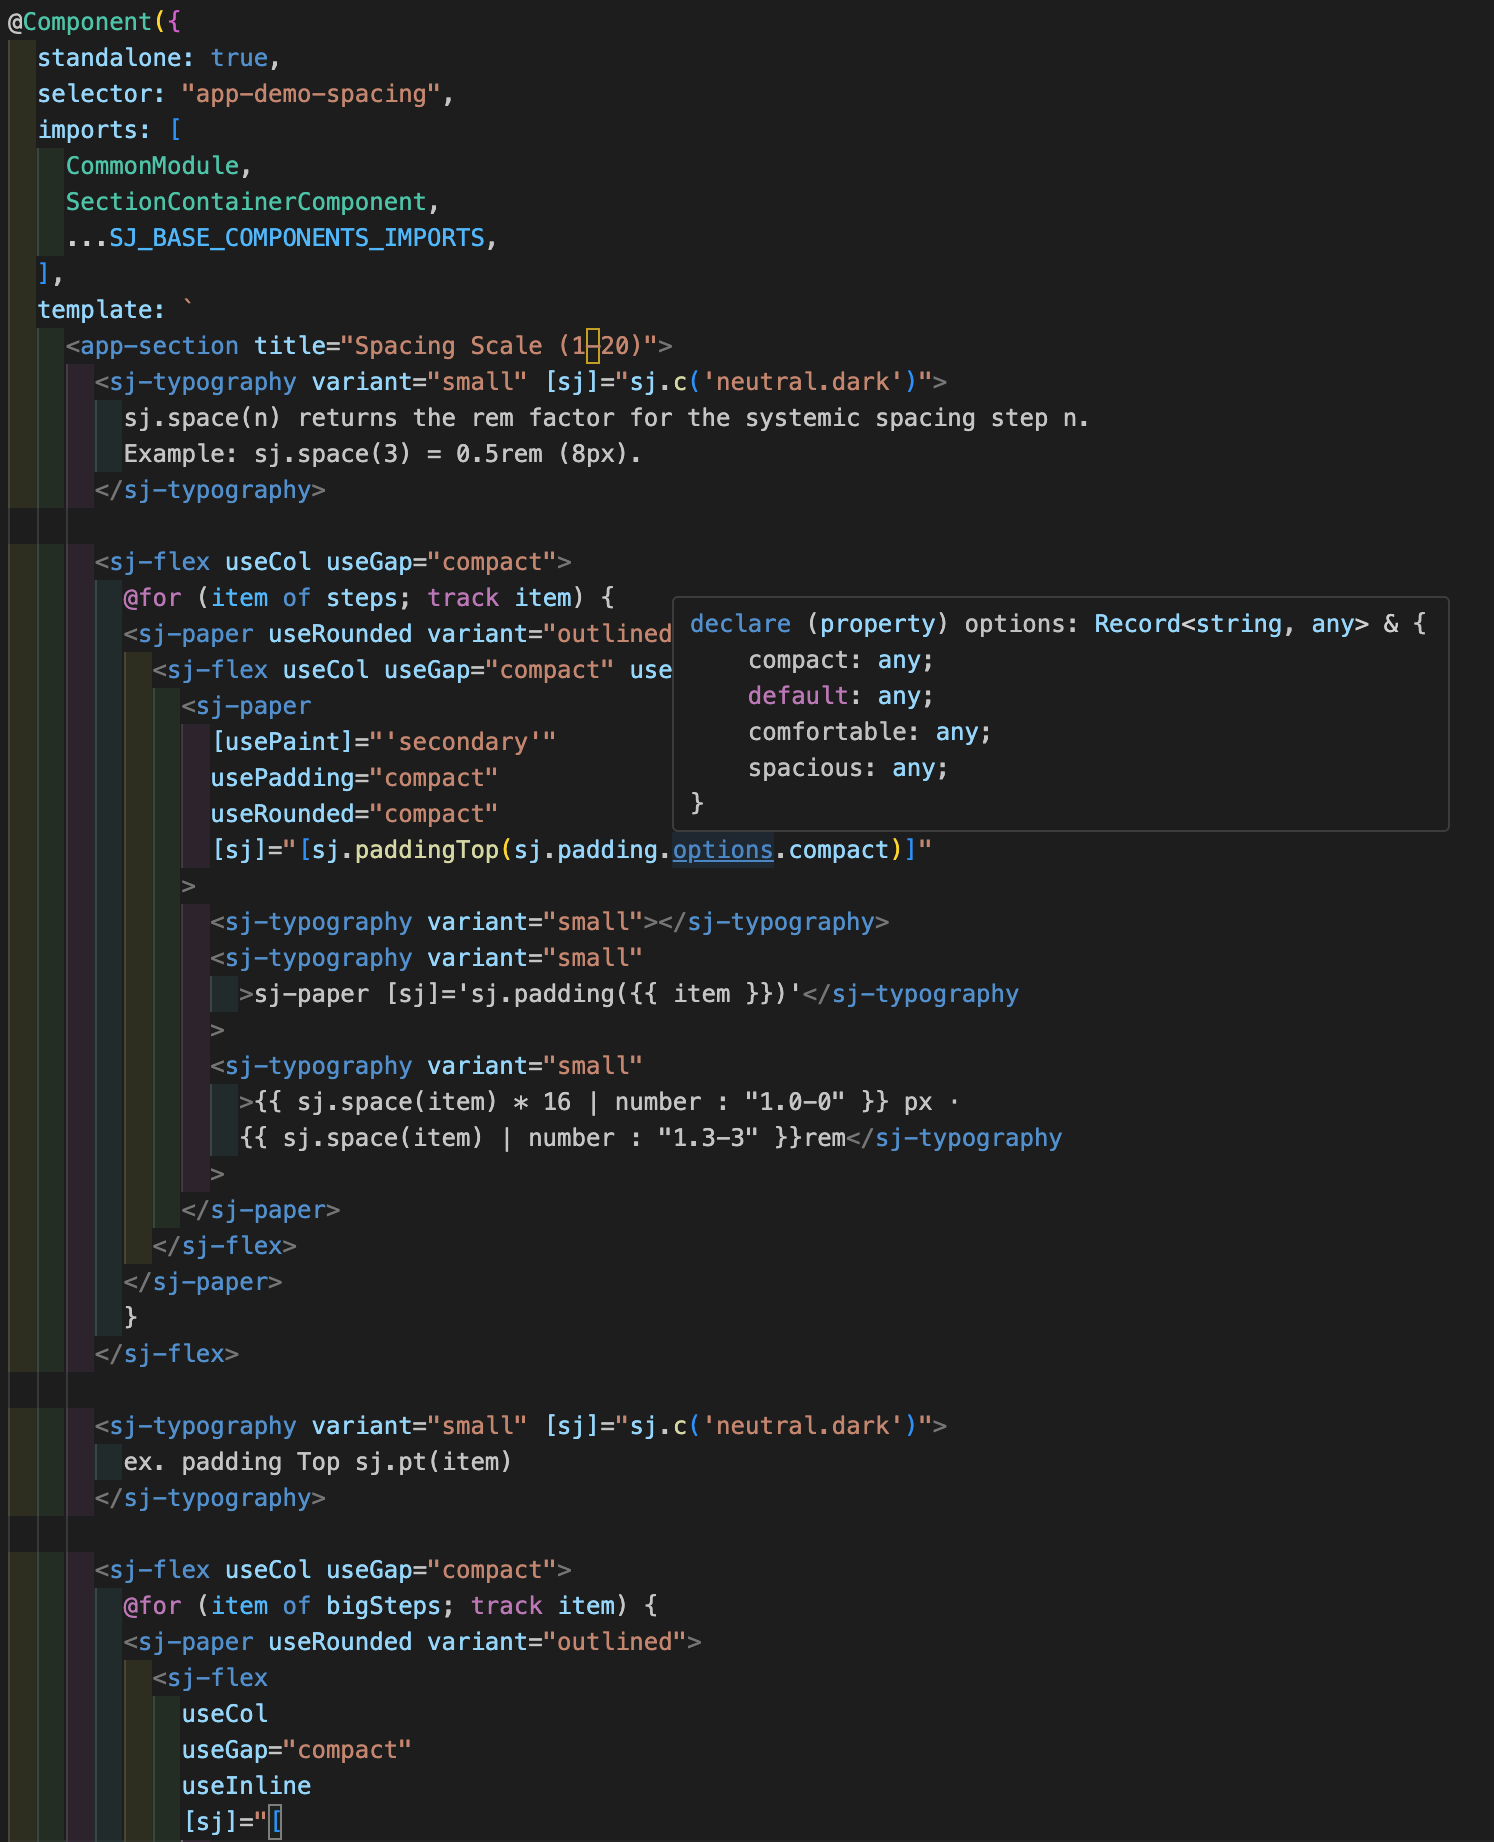 @Component({
  standalone: true,
  selector: "app-demo-spacing",
  imports: [
    CommonModule,
    SectionContainerComponent,
    ...SJ_BASE_COMPONENTS_IMPORTS,
  ],
  template: `
    <app-section title="Spacing Scale (1–20)">
      <sj-typography variant="small" [sj]="sj.c('neutral.dark')">
        sj.space(n) returns the rem factor for the systemic spacing step n.
        Example: sj.space(3) = 0.5rem (8px).
      </sj-typography>

      <sj-flex useCol useGap="compact">
        @for (item of steps; track item) {
        <sj-paper useRounded variant="outlined
          <sj-flex useCol useGap="compact" use
            <sj-paper
              [usePaint]="'secondary'"
              usePadding="compact"
              useRounded="compact"
declare (property) options: Record<string, any> & {
    compact: any;
    default: any;
    comfortable: any;
    spacious: any;
}
              [sj]="[sj.paddingTop(sj.padding.options.compact)]"
            >
              <sj-typography variant="small"></sj-typography>
              <sj-typography variant="small"
                >sj-paper [sj]='sj.padding({{ item }})'</sj-typography
              >
              <sj-typography variant="small"
                >{{ sj.space(item) * 16 | number : "1.0-0" }} px ·
                {{ sj.space(item) | number : "1.3-3" }}rem</sj-typography
              >
            </sj-paper>
          </sj-flex>
        </sj-paper>
        }
      </sj-flex>

      <sj-typography variant="small" [sj]="sj.c('neutral.dark')">
        ex. padding Top sj.pt(item)
      </sj-typography>

      <sj-flex useCol useGap="compact">
        @for (item of bigSteps; track item) {
        <sj-paper useRounded variant="outlined">
          <sj-flex
            useCol
            useGap="compact"
            useInline
            [sj]="[